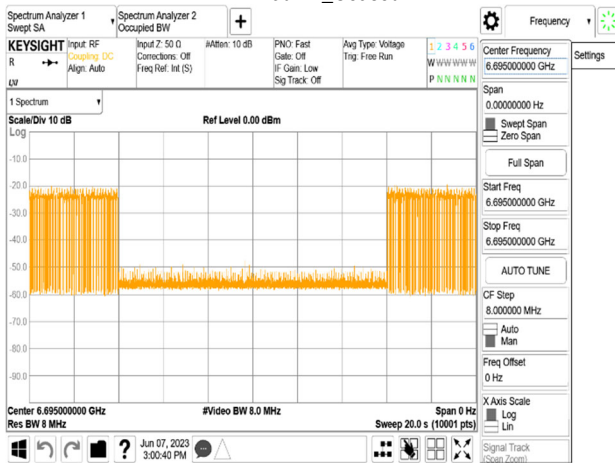 Spectrum Analyzer 1
Swept SA
Spectrum Analyzer 2
Occupied BW
+
Frequency
KEYSIGHT
R
Input: RF
Coupling: DC
Align: Auto
Input Z: 50 Ω
Corrections: Off
Freq Ref: Int (S)
#Atten: 10 dB
PNO: Fast
Gate: Off
IF Gain: Low
Sig Track: Off
Avg Type: Voltage
Trig: Free Run
1 2 3 4 5 6
W W W W W W
P N N N N N
Center Frequency
6.695000000 GHz
Settings
Span
0.00000000 Hz
Swept Span
Zero Span
Full Span
Start Freq
6.695000000 GHz
Stop Freq
6.695000000 GHz
AUTO TUNE
CF Step
8.000000 MHz
Auto
Man
Freq Offset
0 Hz
X Axis Scale
Log
Lin
Signal Track
(Span Zoom)
1 Spectrum
Scale/Div 10 dB
Ref Level 0.00 dBm
Log
-10.0
-20.0
-30.0
-40.0
-50.0
-60.0
-70.0
-80.0
-90.0
Center 6.695000000 GHz
#Video BW 8.0 MHz
Span 0 Hz
Res BW 8 MHz
Sweep 20.0 s (10001 pts)
?
Jun 07, 2023
3:00:40 PM